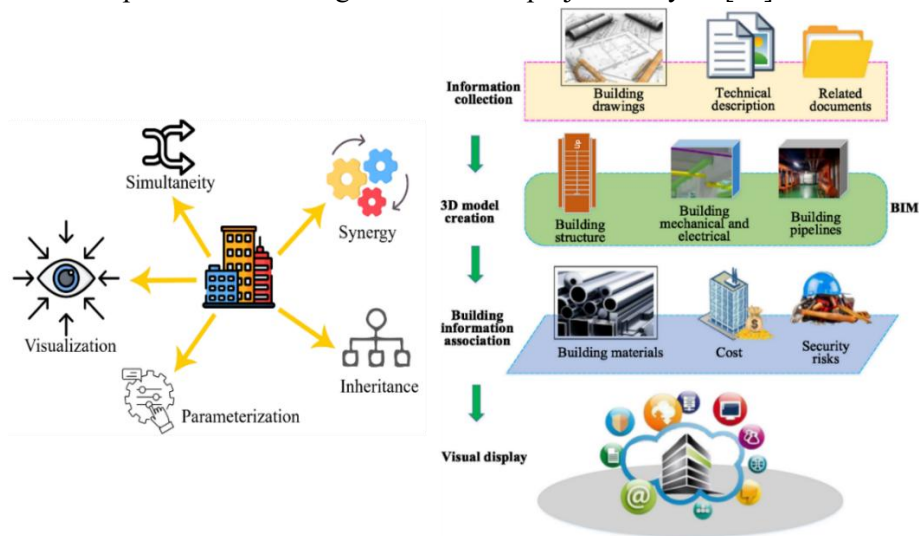 Simultaneity
Synergy
Visualization
Inheritance
Parameterization
Information
collection
Building
drawings
Technical
description
Related
documents
3D model
creation
Building
structure
Building
mechanical and
electrical
Building
pipelines
BIM
Building
information
association
Building materials
Cost
Security
risks
Visual display